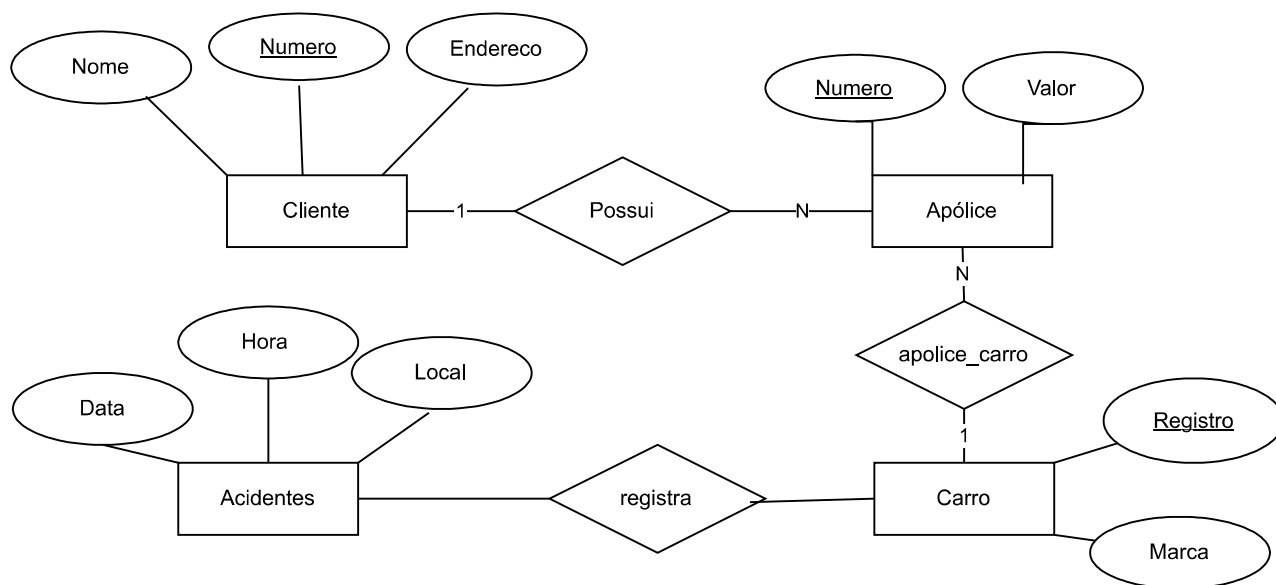 Nome
Numero
Endereco
Numero
Valor
Cliente
1
Possui
N
Apólice
N
Hora
Local
Data
apolice_carro
1
Registro
Acidentes
registra
Carro
Marca